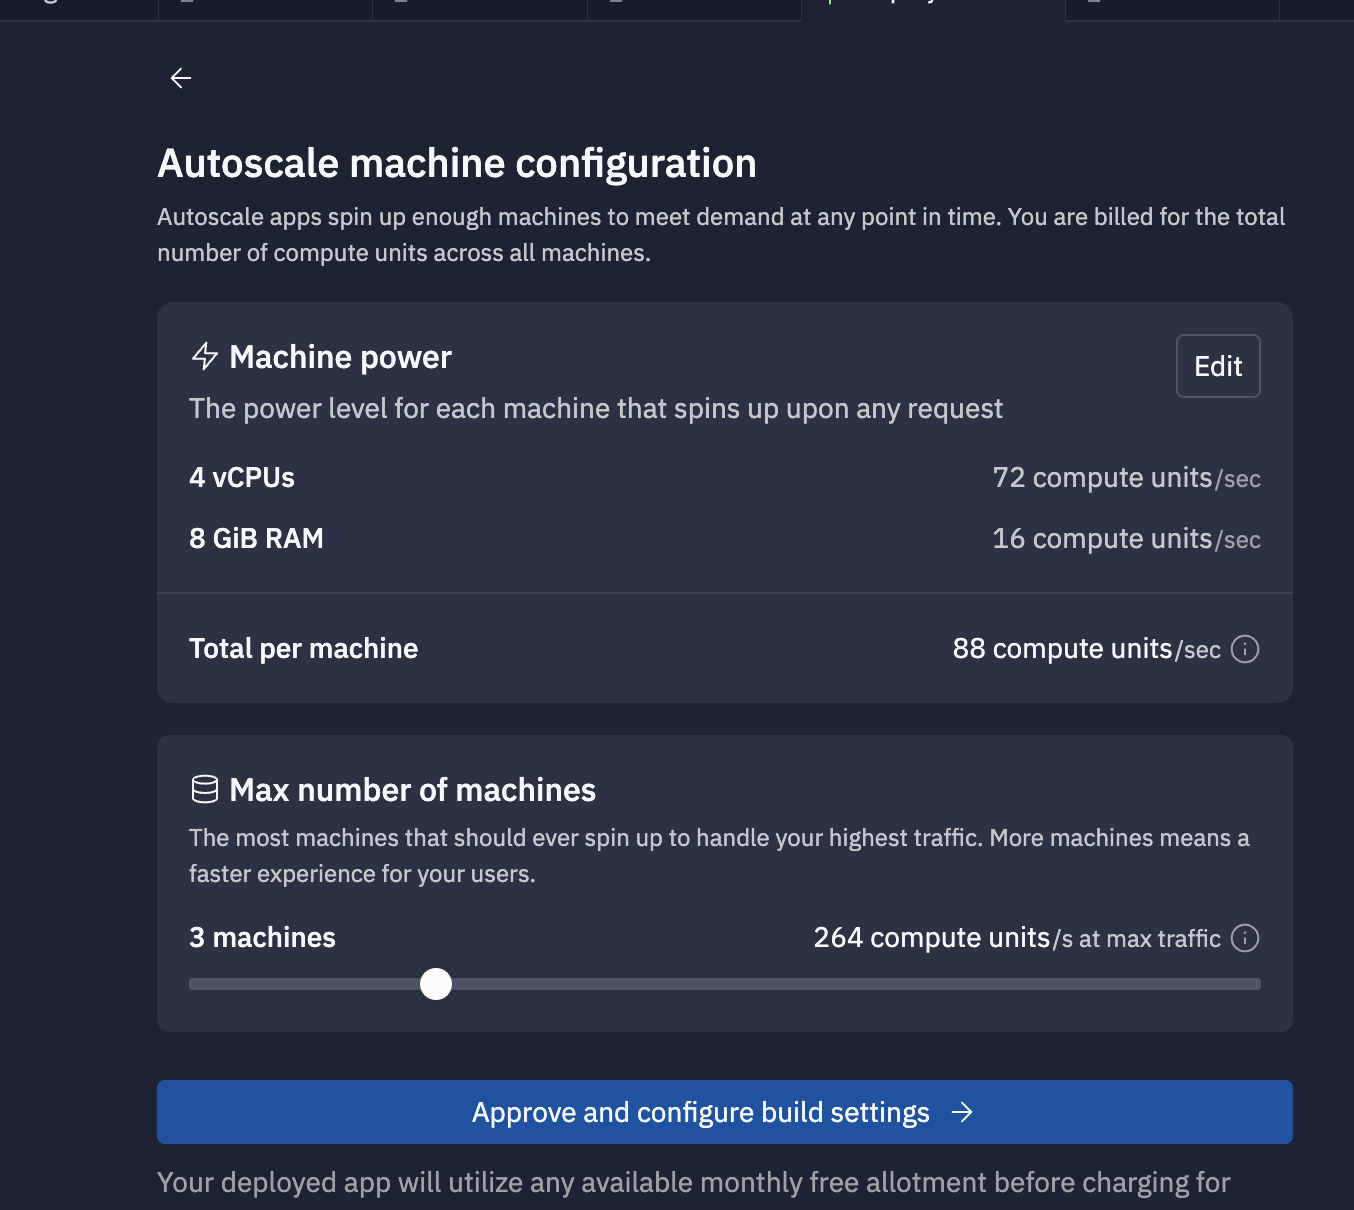 Autoscale machine configuration
Autoscale apps spin up enough machines to meet demand at any point in time. You are billed for the total
number of compute units across all machines.
Machine power
Edit
The power level for each machine that spins up upon any request
4 vCPUs
72 compute units/sec
8 GiB RAM
16 compute units/sec
Total per machine
88 compute units/sec
Max number of machines
The most machines that should ever spin up to handle your highest traffic. More machines means a
faster experience for your users.
3 machines
264 compute units/s at max traffic
Approve and configure build settings
Your deployed app will utilize any available monthly free allotment before charging for